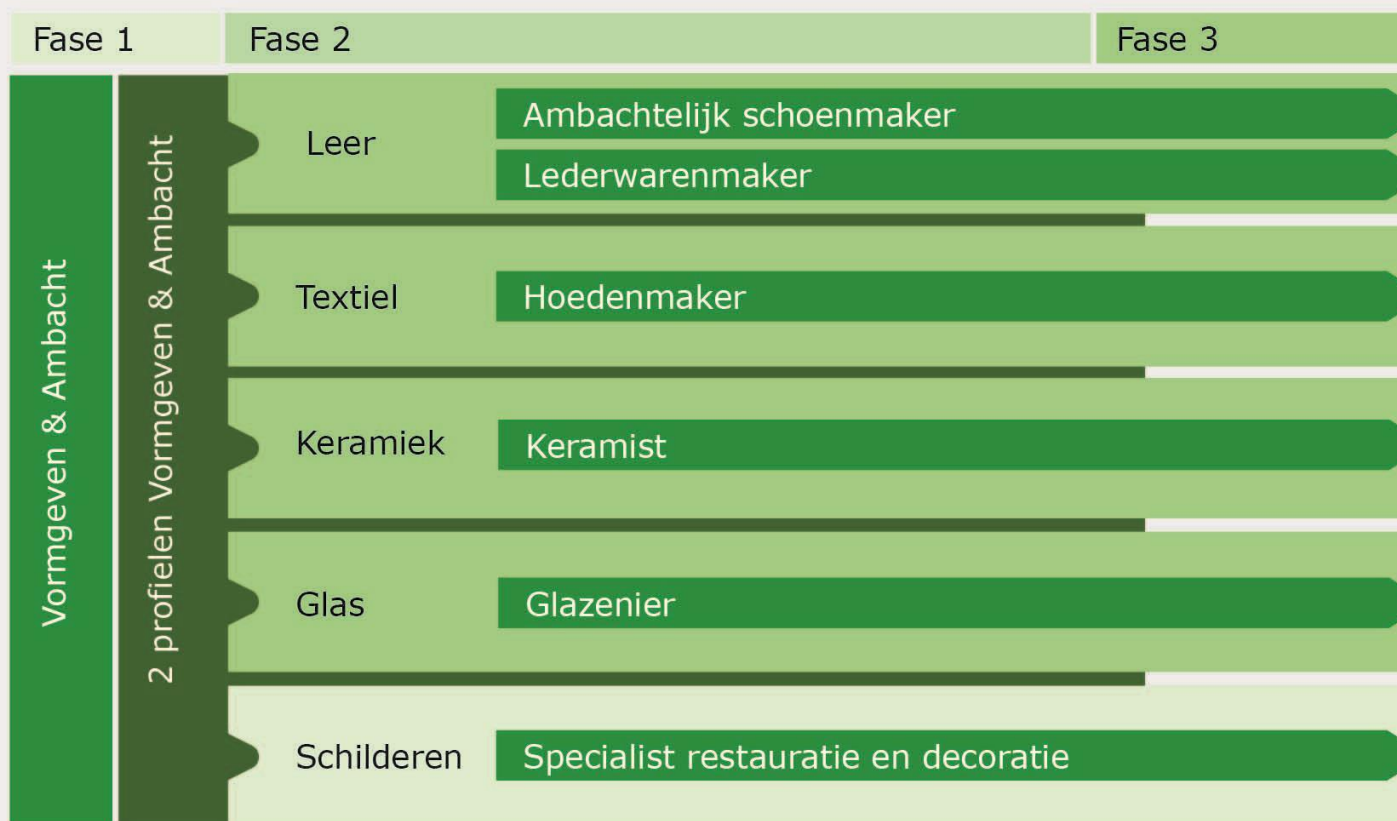 Fase 1
Fase 2
Fase 3
Vormgeven & Ambacht
2 profielen Vormgeven & Ambacht
Leer
Ambachtelijk schoenmaker
Lederwarenmaker
Textiel
Hoedenmaker
Keramiek
Keramist
Glas
Glazenier
Schilderen
Specialist restauratie en decoratie